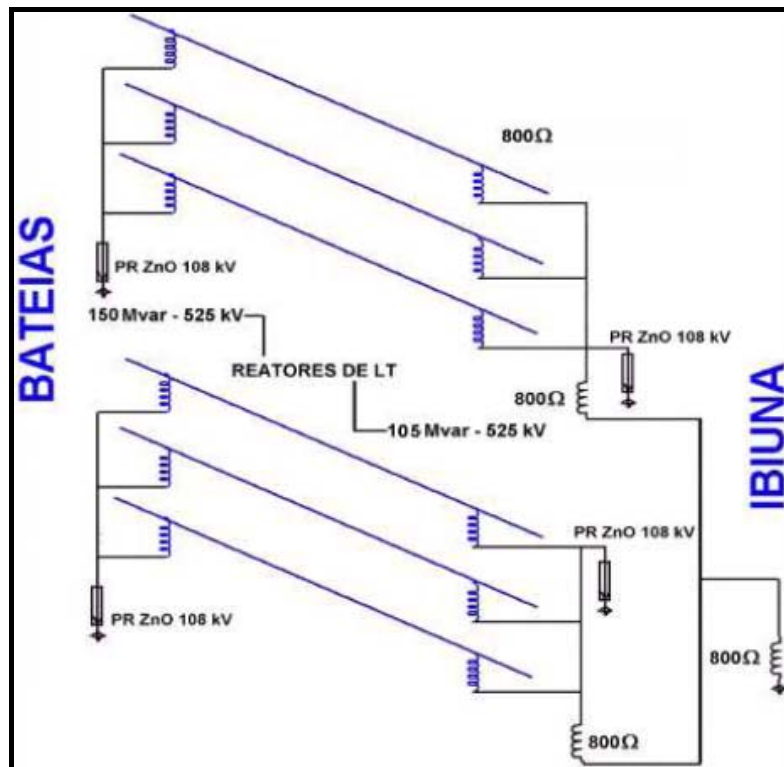 800Ω
BATEIAS
PR ZnO 108 kV
150 Mvar - 525 kV
REATORES DE LT
PR ZnO 108 kV
800Ω
105 Mvar - 525 kV
IBIUNA
PR ZnO 108 kV
PR ZnO 108 kV
800Ω
800Ω